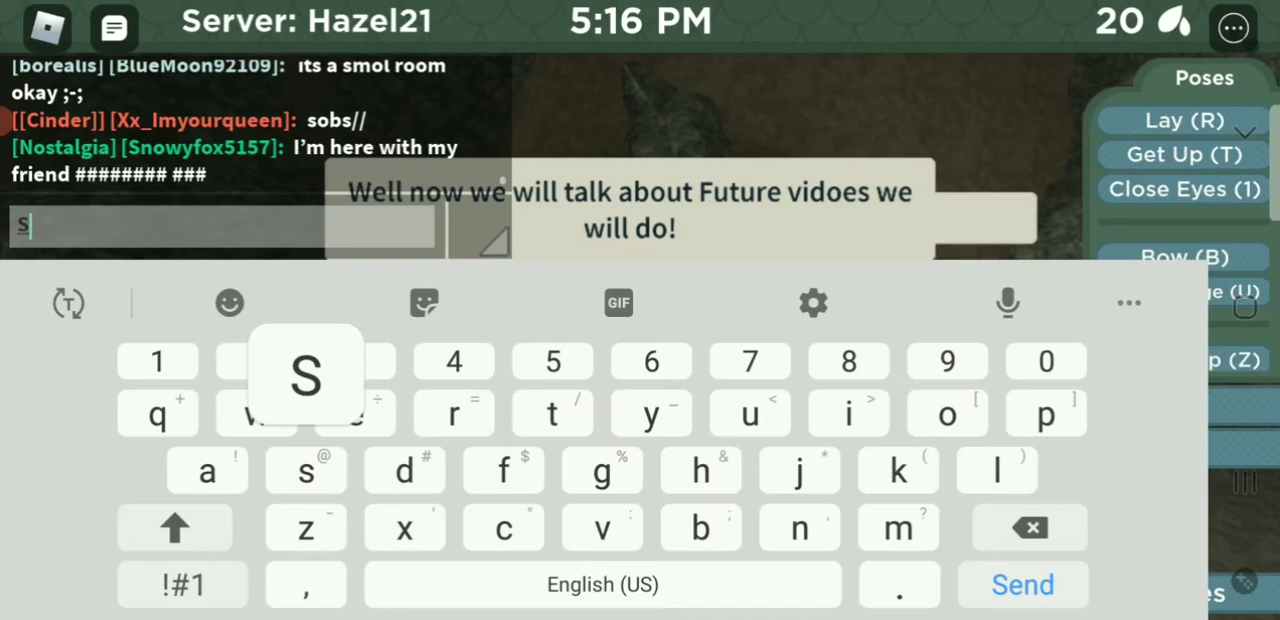 Server: Hazel21
5:16 PM
20
[borealis] [BlueMoon92109]: Its a smol room
okay ;-;
[[Cinder]] [Xx_Imyourqueen]: sobs//
[Nostalgia] [Snowyfox5157]: I'm here with my
friend ######## ###
S
Well now we will talk about Future vidoes we
will do!
Poses
Lay (R)
Get Up (T)
Close Eyes (1)
Bow (B)
(U)
(Z)
T
GIF
S
1 4 5 6 7 8 9 0
q + e ÷ r = t / y _ u < i > o [ p ]
a ! s @ d # f $ g % h & j * k ( l )
z - x ' c " v : b ; n , m ?
!#1 , English (US) . Send